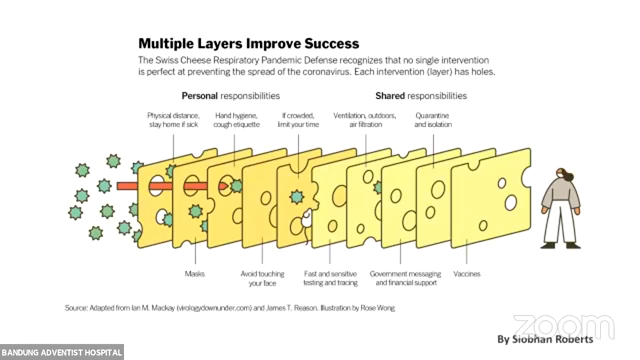 Multiple Layers Improve Success
The Swiss Cheese Respiratory Pandemic Defense recognizes that no single intervention
is perfect at preventing the spread of the coronavirus. Each intervention (layer) has holes.
Personal responsibilities
Shared responsibilities
Physical distance,
stay home if sick
Hand hygiene,
cough etiquette
If crowded,
limit your time
Ventilation, outdoors,
air filtration
Quarantine
and isolation
Masks
Avoid touching
your face
Fast and sensitive
testing and tracing
Government messaging
and financial support
Vaccines
Source: Adapted from Ian M. Mackay (virologydownunder.com) and James T. Reason. Illustration by Rose Wong
zoom
By Siobhan Roberts
BANDUNG ADVENTIST HOSPITAL